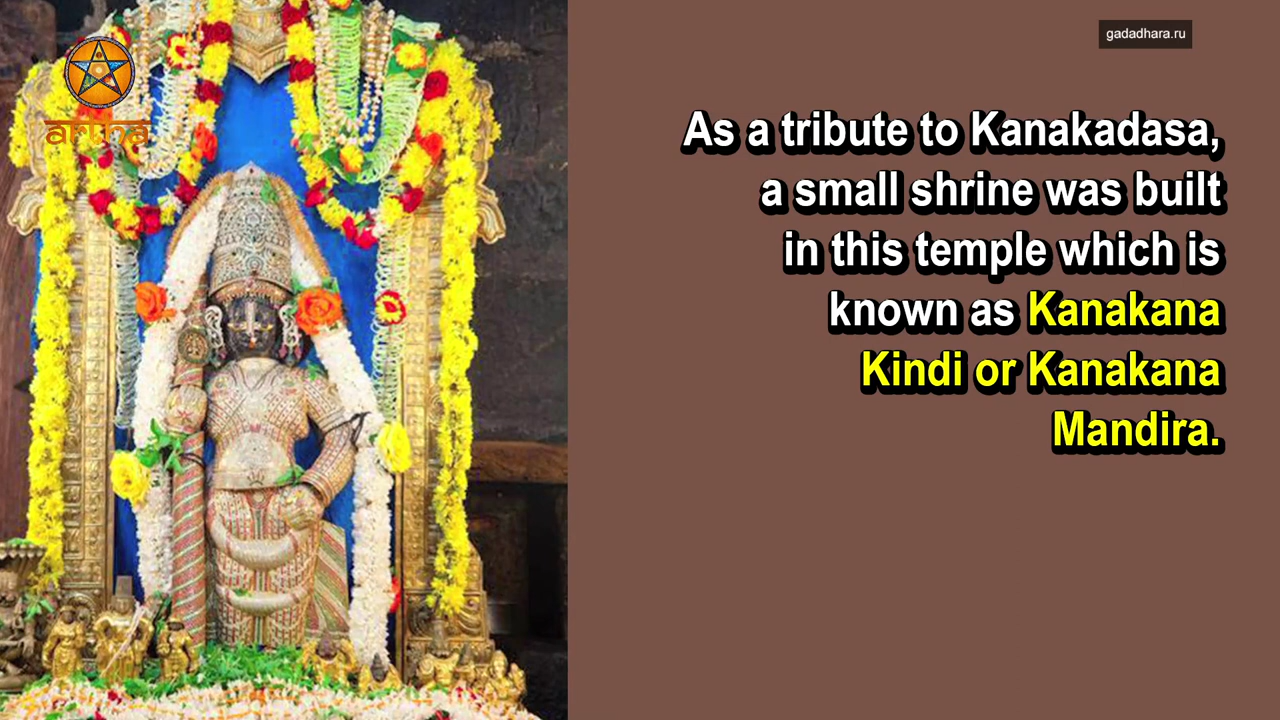 artha
gadadhara.ru
As a tribute to Kanakadasa,
a small shrine was built
in this temple which is
known as Kanakana
Kindi or Kanakana
Mandira.